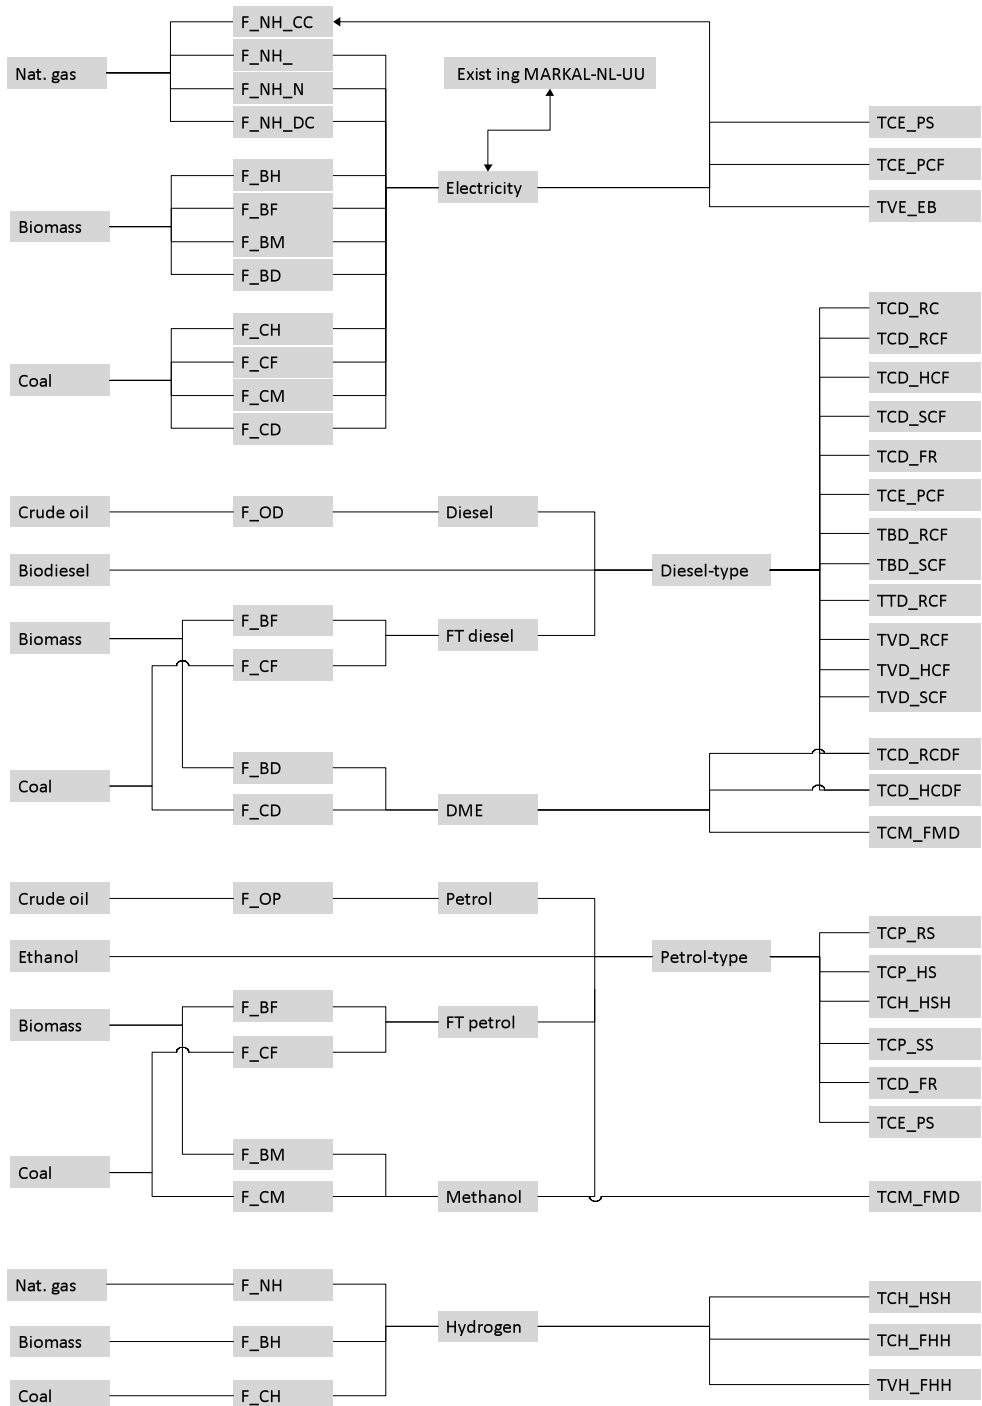 F_NH_CC
F_NH_
Nat. gas
Exist ing MARKAL-NL-UU
F_NH_N
F_NH_DC
TCE_PS
TCE_PCF
F_BH
Electricity
TVE_EB
F_BF
Biomass
F_BM
F_BD
TCD_RC
F_CH
TCD_RCF
F_CF
Coal
TCD_HCF
F_CM
TCD_SCF
F_CD
TCD_FR
TCE_PCF
Crude oil
F_OD
Diesel
TBD_RCF
TBD_SCF
Biodiesel
Diesel-type
TTD_RCF
F_BF
Biomass
FT diesel
TVD_RCF
F_CF
TVD_HCF
TVD_SCF
TCD_RCDF
F_BD
Coal
TCD_HCDF
F_CD
DME
TCM_FMD
Crude oil
F_OP
Petrol
TCP_RS
Ethanol
Petrol-type
TCP_HS
TCH_HSH
F_BF
Biomass
FT petrol
TCP_SS
F_CF
TCD_FR
TCE_PS
F_BM
Coal
F_CM
Methanol
TCM_FMD
Nat. gas
F_NH
TCH_HSH
Hydrogen
Biomass
F_BH
TCH_FHH
TVH_FHH
Coal
F_CH